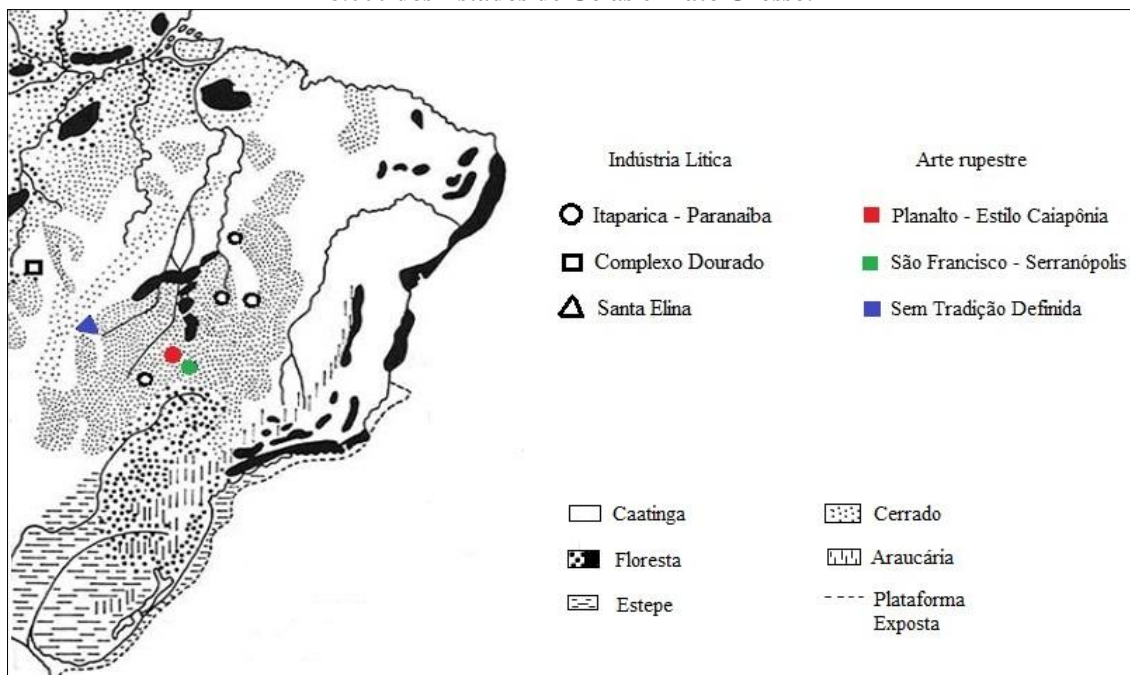 Indústria Lítica
Arte rupestre
Itaparica - Paranaiba
Planalto - Estilo Caiapônia
Complexo Dourado
São Francisco - Serranópolis
Santa Elina
Sem Tradição Definida
Caatinga
Cerrado
Floresta
Araucária
Estepe
Plataforma
Exposta